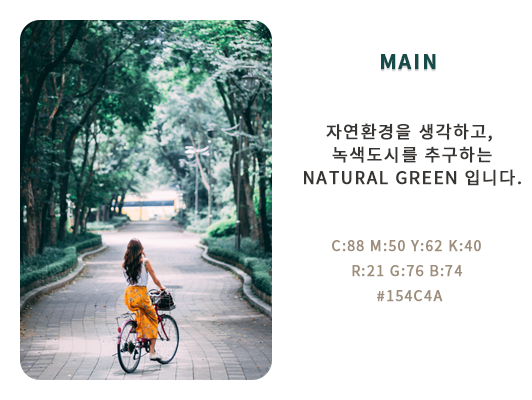 MAIN
자연환경을 생각하고,
녹색도시를 추구하는
NATURAL GREEN 입니다.
C:88 M:50 Y:62 K:40
R:21 G:76 B:74
#154C4A